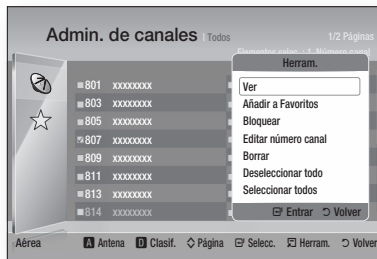 Admin. de canales | Todos 1/2 Páginas
Elementos selec. : 1 Número canal
Herram.
801 xxxxxxxx
803 xxxxxxxx
805 xxxxxxxx
807 xxxxxxxx
809 xxxxxxxx
811 xxxxxxxx
813 xxxxxxxx
814 xxxxxxxx
Ver
Añadir a Favoritos
Bloquear
Editar número canal
Borrar
Deseleccionar todo
Seleccionar todos
Entrar Volver
Aérea A Antena D Clasif. Página Selecc. Herram. Volver